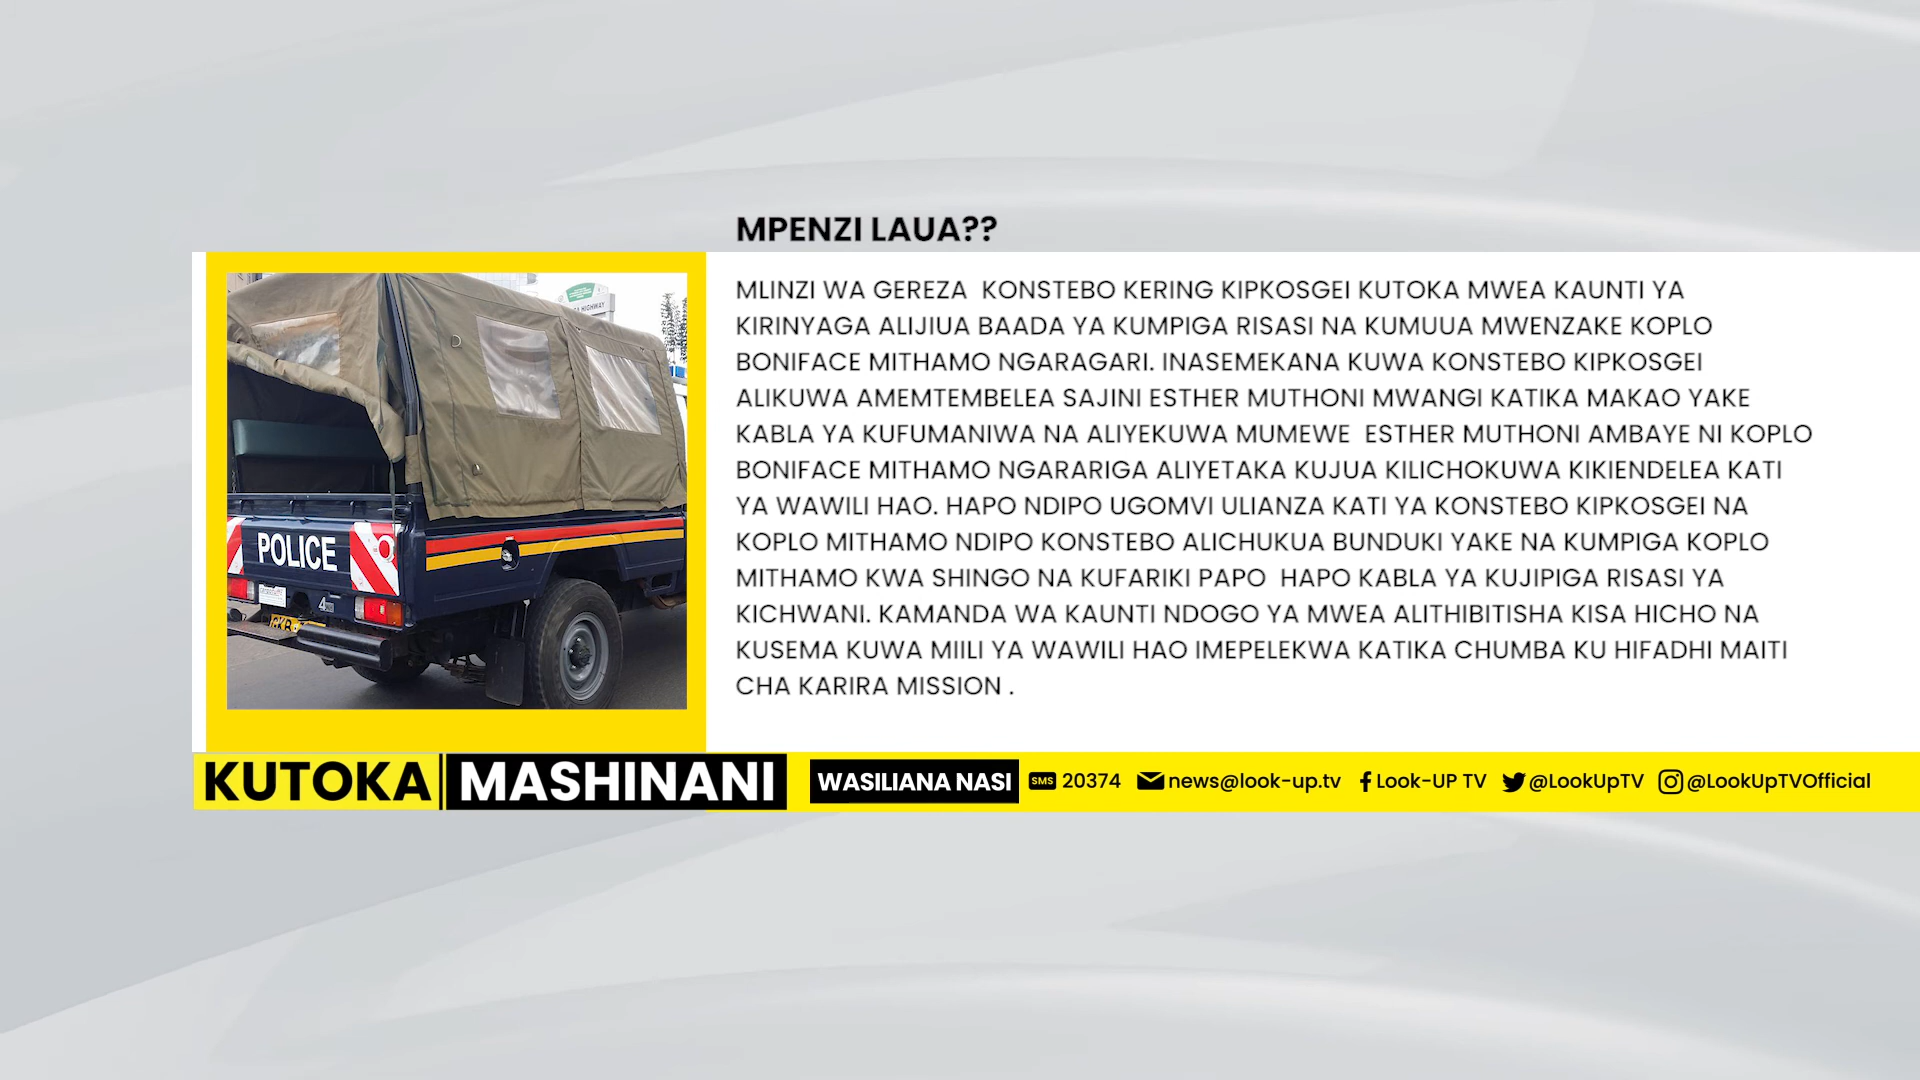 MPENZI LAUA??
MLINZI WA GEREZA KONSTEBO KERING KIPKOSGEI KUTOKA MWEA KAUNTI YA
KIRINYAGA ALIJIUA BAADA YA KUMPIGA RISASI NA KUMUUA MWENZAKE KOPLO
BONIFACE MITHAMO NGARAGARI. INASEMEKANA KUWA KONSTEBO KIPKOSGEI
ALIKUWA AMEMTEMBELEA SAJINI ESTHER MUTHONI MWANGI KATIKA MAKAO YAKE
KABLA YA KUFUMANIWA NA ALIYEKUWA MUMEWE ESTHER MUTHONI AMBAYE NI KOPLO
BONIFACE MITHAMO NGARARIGA ALIYETAKA KUJUA KILICHOKUWA KIKIENDELEA KATI
YA WAWILI HAO. HAPO NDIPO UGOMVI ULIANZA KATI YA KONSTEBO KIPKOSGEI NA
KOPLO MITHAMO NDIPO KONSTEBO ALICHUKUA BUNDUKI YAKE NA KUMPIGA KOPLO
MITHAMO KWA SHINGO NA KUFARIKI PAPO HAPO KABLA YA KUJIPIGA RISASI YA
KICHWANI. KAMANDA WA KAUNTI NDOGO YA MWEA ALITHIBITISHA KISA HICHO NA
KUSEMA KUWA MIILI YA WAWILI HAO IMEPELEKWA KATIKA CHUMBA KU HIFADHI MAITI
CHA KARIRA MISSION .
HIGHWAY
POLICE
4
GKB
KUTOKA MASHINANI
WASILIANA NASI SMS 20374 news@look-up.tv Look-UP TV @LookUpTV @LookUpTVOfficial